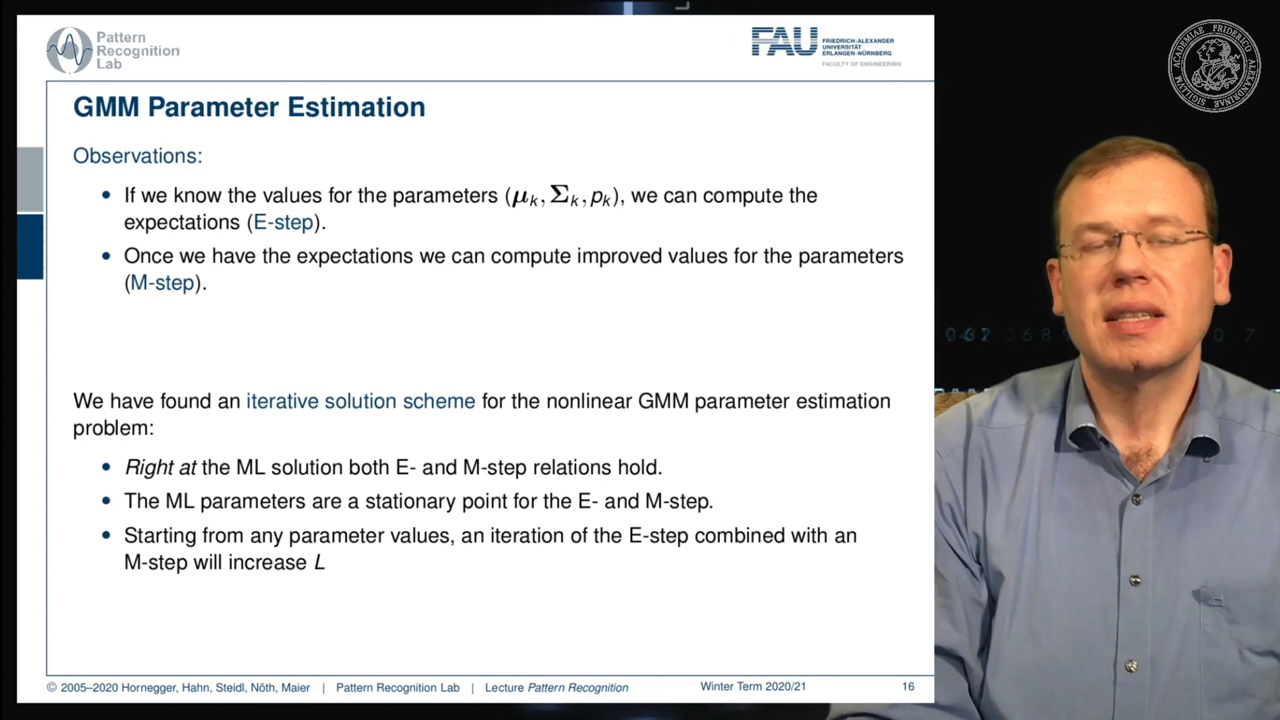 Pattern
Recognition
Lab
FAU
FRIEDRICH-ALEXANDER
UNIVERSITÄT
ERLANGEN-NÜRNBERG
FACULTY OF ENGINEERING
GMM Parameter Estimation
Observations:
• If we know the values for the parameters (μk, Σk, pk), we can compute the
expectations (E-step).
• Once we have the expectations we can compute improved values for the parameters
(M-step).
We have found an iterative solution scheme for the nonlinear GMM parameter estimation
problem:
• Right at the ML solution both E- and M-step relations hold.
• The ML parameters are a stationary point for the E- and M-step.
• Starting from any parameter values, an iteration of the E-step combined with an
M-step will increase L
© 2005–2020 Hornegger, Hahn, Steidl, Nöth, Maier | Pattern Recognition Lab | Lecture Pattern Recognition Winter Term 2020/21 16